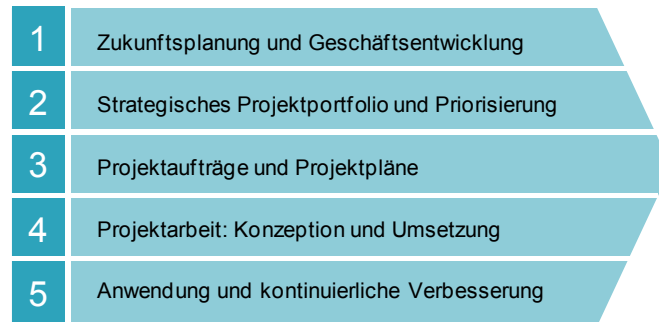 1 Zukunftsplanung und Geschäftsentwicklung
2 Strategisches Projektportfolio und Priorisierung
3 Projektaufträge und Projektpläne
4 Projektarbeit: Konzeption und Umsetzung
5 Anwendung und kontinuierliche Verbesserung